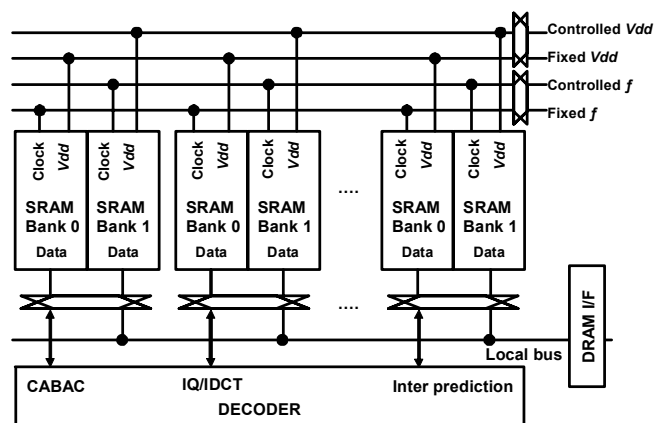 Controlled Vdd
Fixed Vdd
Controlled f
Fixed f
Clock Vdd Clock Vdd Clock Vdd Clock Vdd Clock Vdd Clock Vdd
....
SRAM SRAM SRAM SRAM SRAM SRAM
Bank 0 Bank 1 Bank 0 Bank 1 Bank 0 Bank 1
Data Data Data Data Data Data
....
DRAM I/F
Local bus
CABAC IQ/IDCT Inter prediction
DECODER